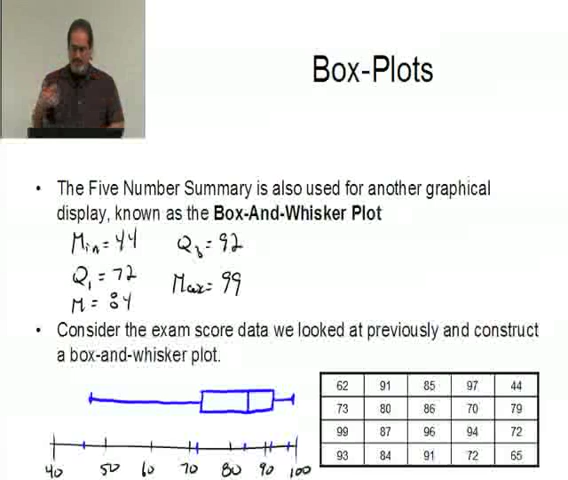 Box-Plots
• The Five Number Summary is also used for another graphical
display, known as the Box-And-Whisker Plot
Min = 44 Q3 = 92
Q1 = 72 Max = 99
M = 84
• Consider the exam score data we looked at previously and construct
a box-and-whisker plot.
62 91 85 97 44
73 80 86 70 79
99 87 96 94 72
93 84 91 72 65
40 50 60 70 80 90 100